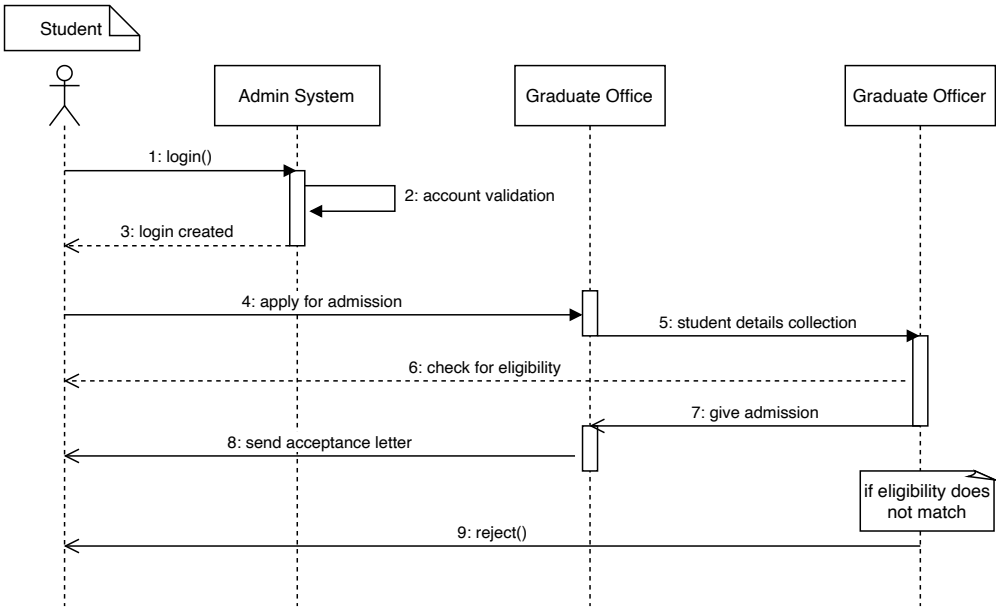 Student
Admin System
Graduate Office
Graduate Officer
1: login()
2: account validation
3: login created
4: apply for admission
5: student details collection
6: check for eligibility
7: give admission
8: send acceptance letter
if eligibility does
not match
9: reject()